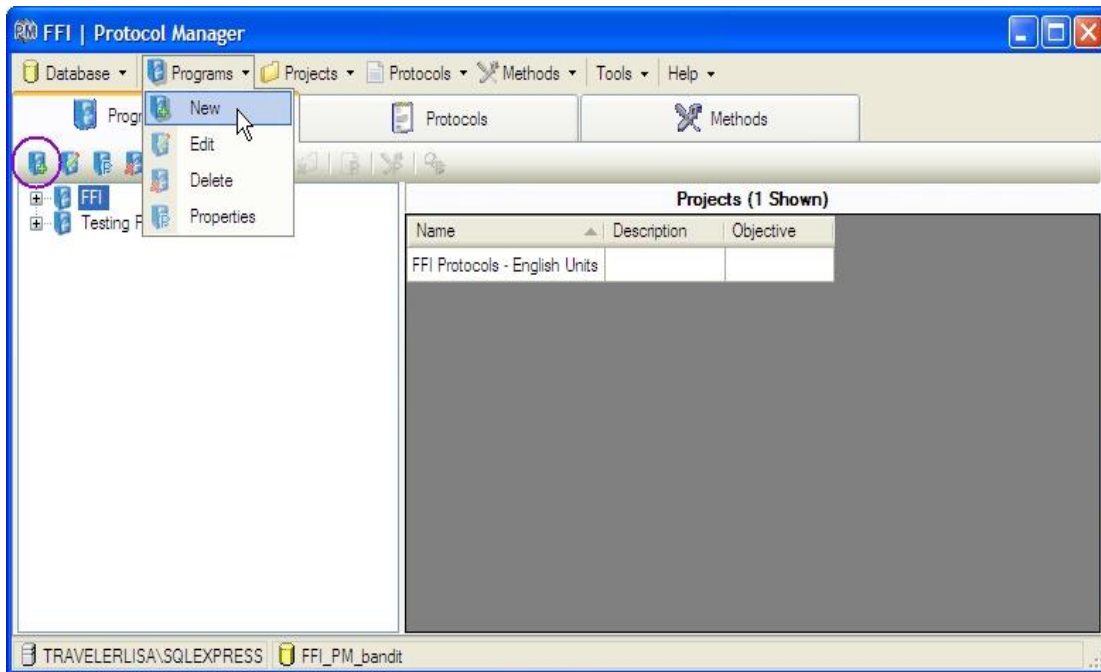 FFI | Protocol Manager
Database Programs Projects Protocols Methods Tools Help
New
Edit
Delete
Properties
Protocols
Methods
FFI
Testing
Projects (1 Shown)
Name Description Objective
FFI Protocols - English Units
TRAVELERLISA\SQLEXPRESS FFI_PM_bandit